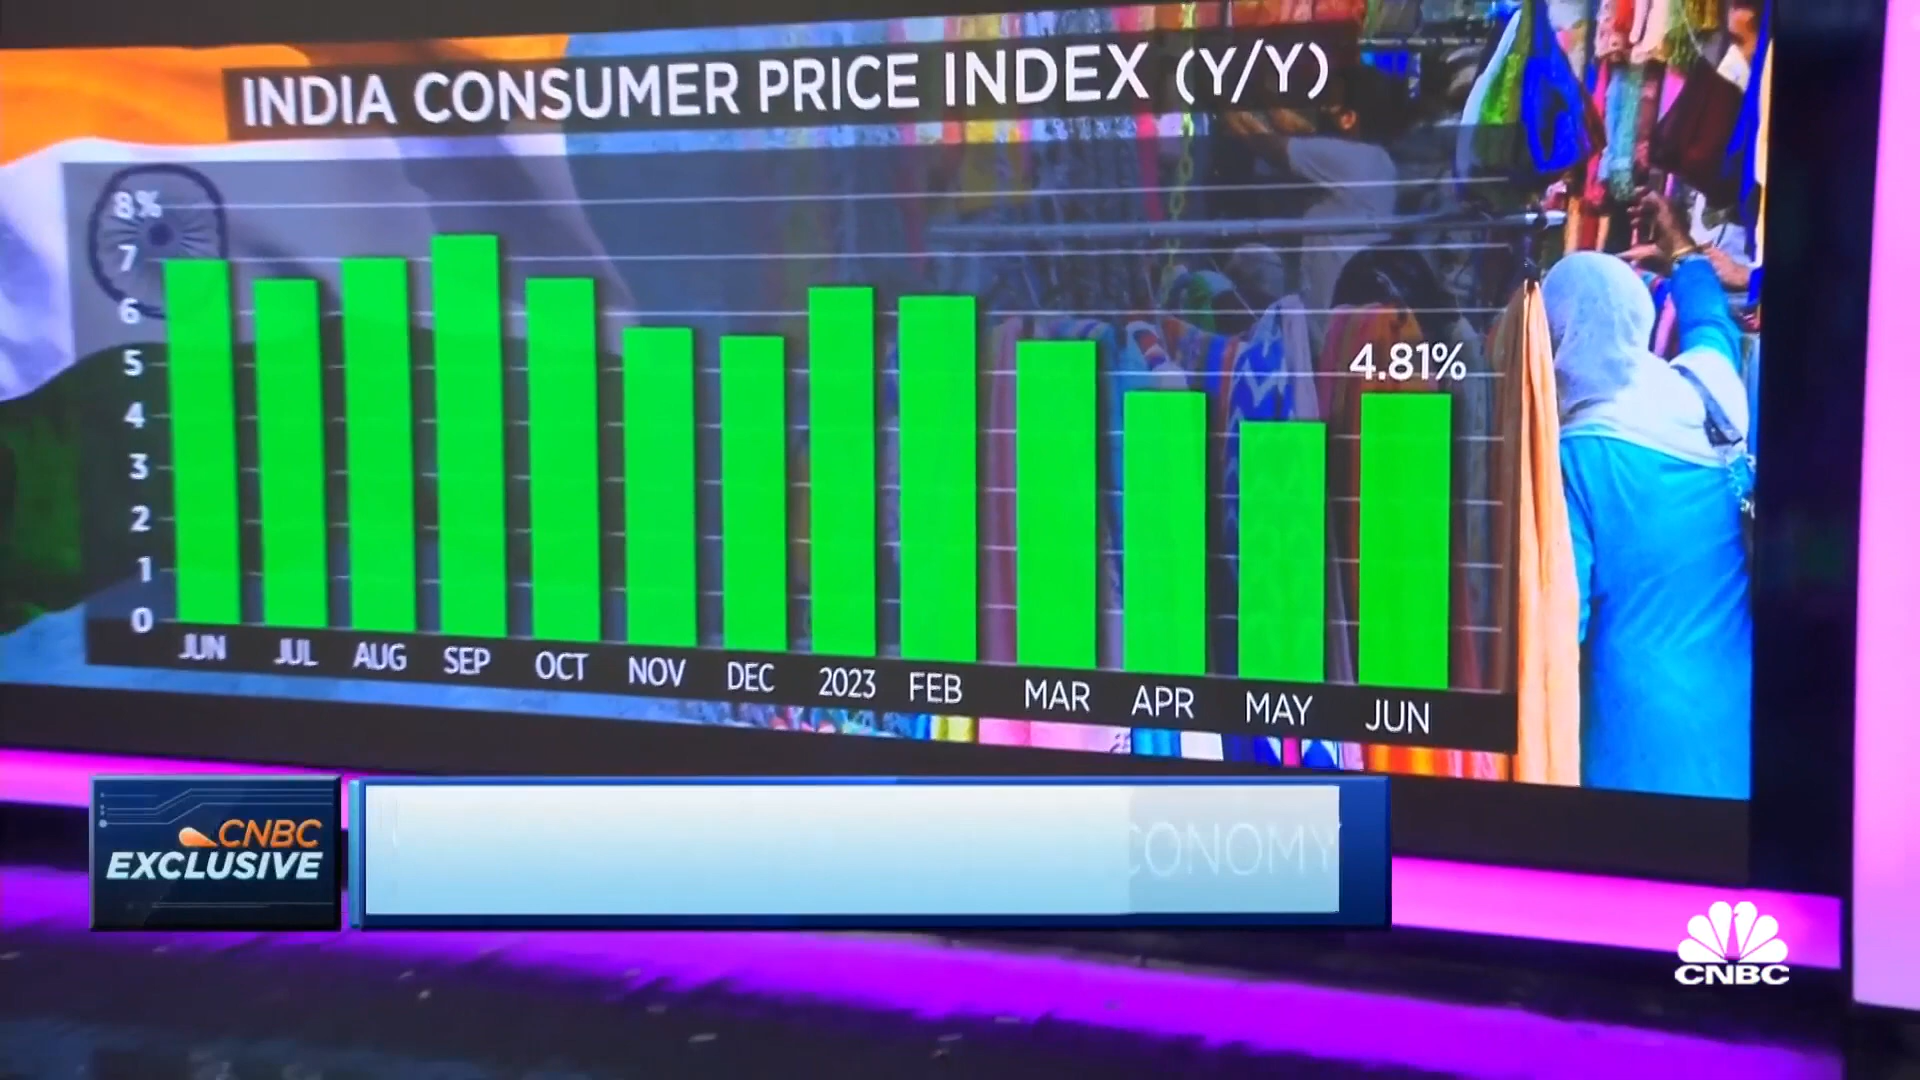 INDIA CONSUMER PRICE INDEX (Y/Y)
8%
7
6
5
4
3
2
1
0
4.81%
JUN JUL AUG SEP OCT NOV DEC 2023 FEB MAR APR MAY JUN
CNBC
EXCLUSIVE
CONOMY
CNBC